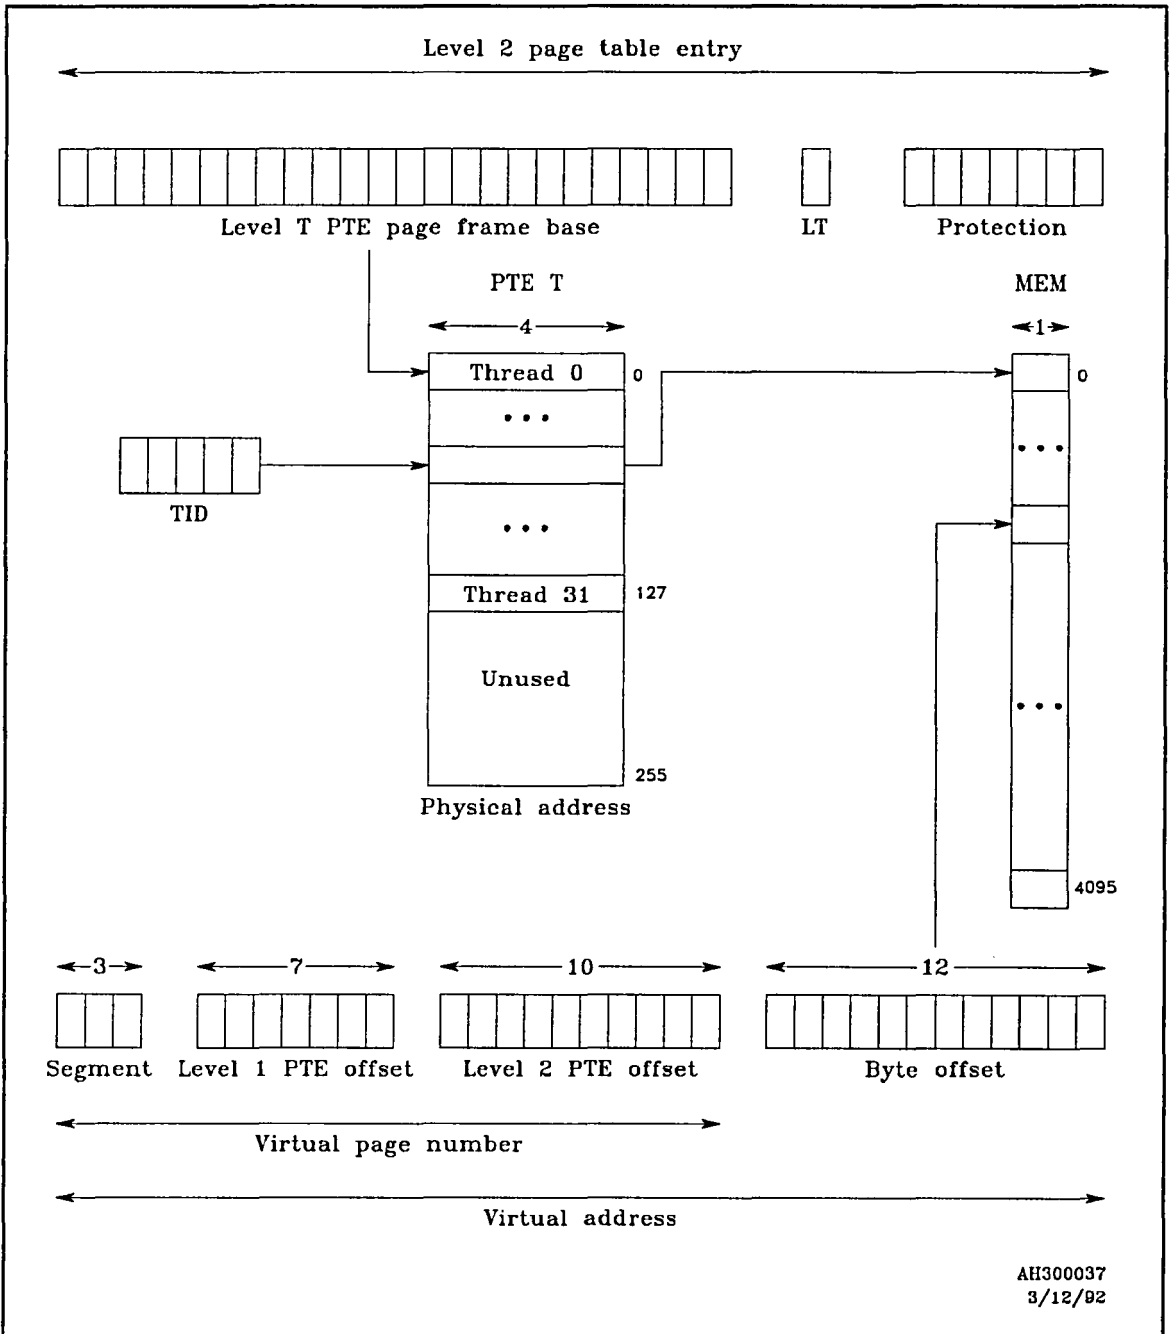 Level 2 page table entry
Level T PTE page frame base
LT
Protection
PTE T
MEM
4
1
Thread 0
0
0
TID
Thread 31
127
Unused
255
Physical address
4095
3
7
10
12
Segment
Level 1 PTE offset
Level 2 PTE offset
Byte offset
Virtual page number
Virtual address
AH300037
3/12/92